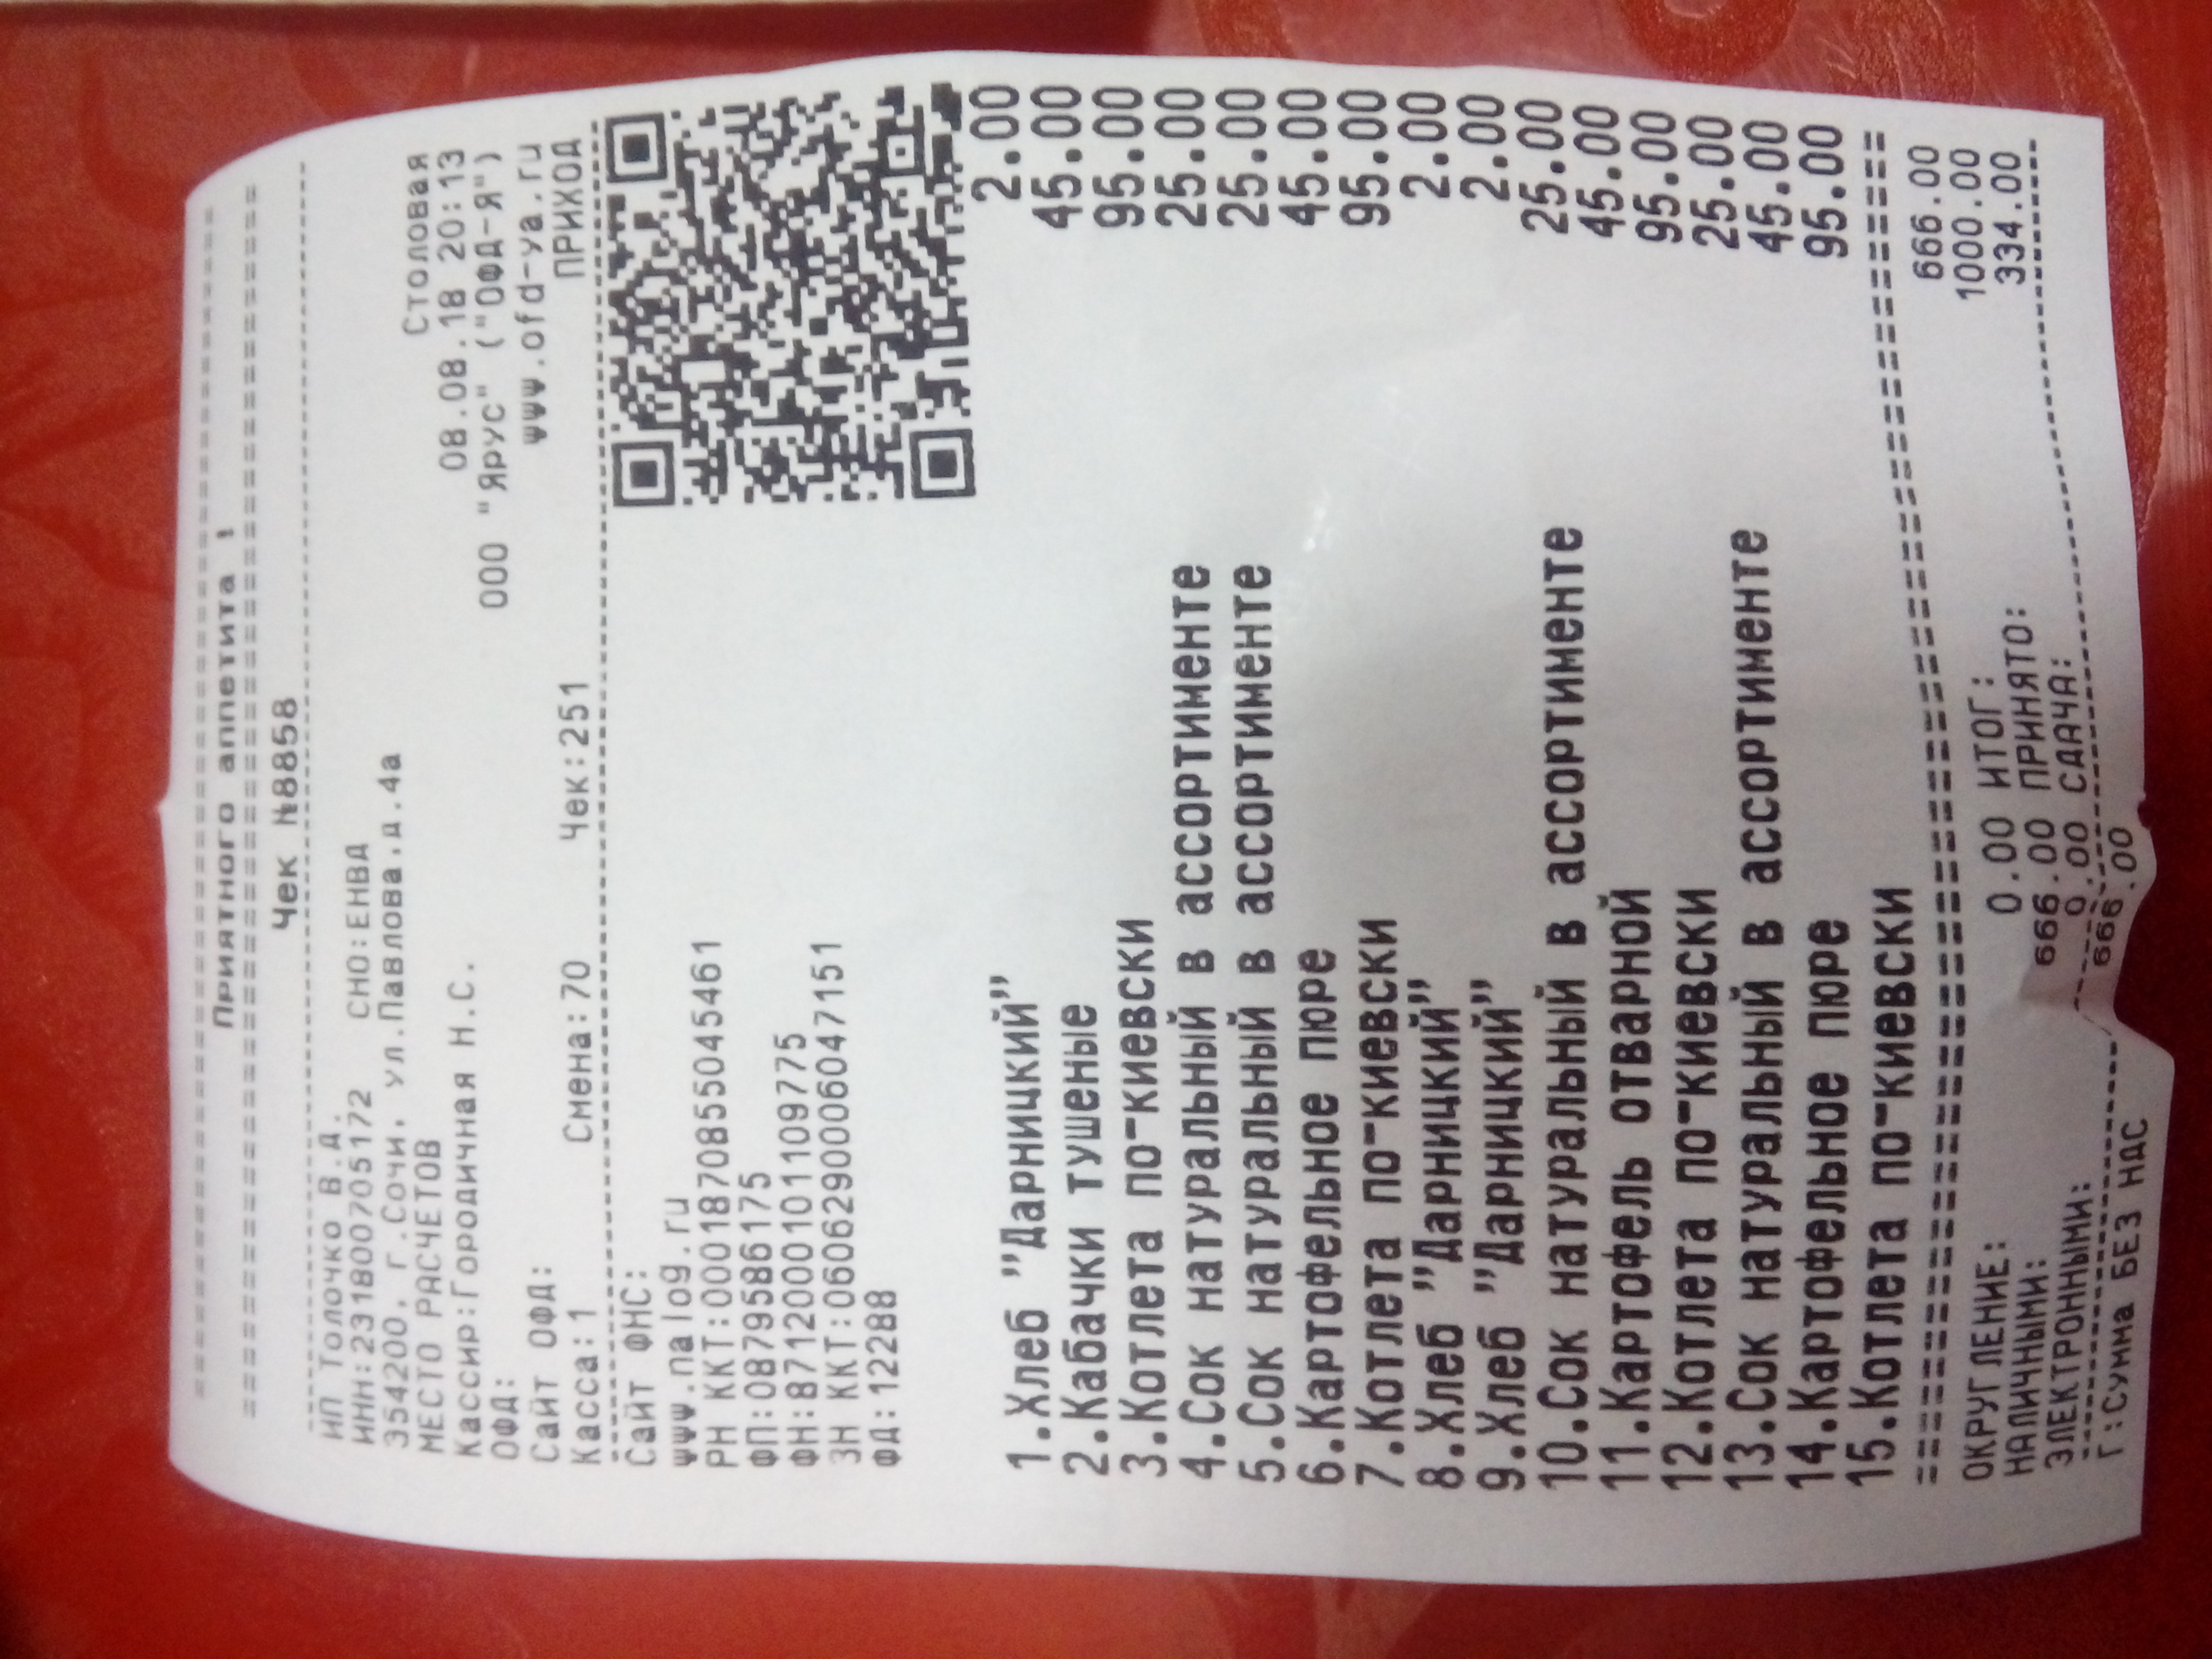 ================================
Приятного аппетита !
================================
Чек №8858
--------------------------------
ИП Толочко В.Д.
ИНН:231800705172 СНО:ЕНВД
354200, г.Сочи, ул.Павлова.д.4а
МЕСТО РАСЧЕТОВ Столовая
Кассир:Городичная Н.С. 08.08.18 20:13
ОФД: ООО "Ярус" ("ОФД-Я")
Сайт ОФД: www.ofd-ya.ru
Касса:1 Смена:70 Чек:251 ПРИХОД
--------------------------------
Сайт ФНС:
www.nalog.ru
РН ККТ:0001870855045461
ФП:0879586175
ФН:8712000101109775
ЗН ККТ:0606290006047151
ФД:12288
1.Хлеб "Дарницкий" 2.00
2.Кабачки тушеные 45.00
3.Котлета по-киевски 95.00
4.Сок натуральный в ассортименте 25.00
5.Сок натуральный в ассортименте 25.00
6.Картофельное пюре 45.00
7.Котлета по-киевски 95.00
8.Хлеб "Дарницкий" 2.00
9.Хлеб "Дарницкий" 2.00
10.Сок натуральный в ассортименте 25.00
11.Картофель отварной 45.00
12.Котлета по-киевски 95.00
13.Сок натуральный в ассортименте 25.00
14.Картофельное пюре 45.00
15.Котлета по-киевски 95.00
================================
ОКРУГЛЕНИЕ: 0.00 ИТОГ: 666.00
НАЛИЧНЫМИ: 666.00 ПРИНЯТО: 1000.00
ЭЛЕКТРОННЫМИ: 0.00 СДАЧА: 334.00
--------------------------------
Г:СУММА БЕЗ НДС 666.00